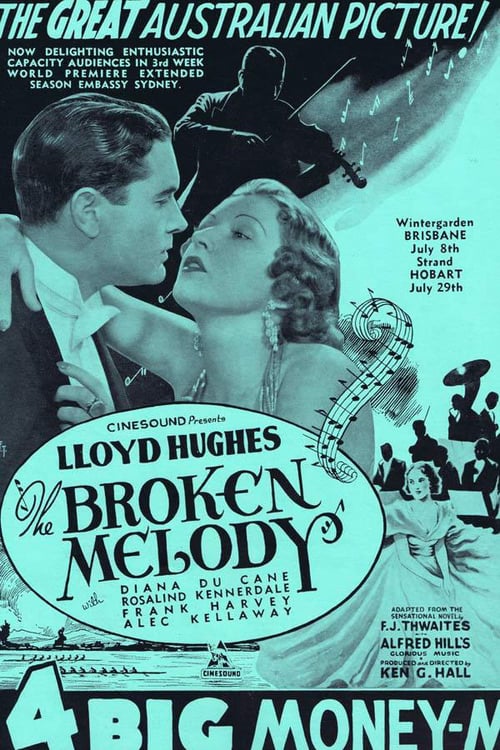 THE GREAT AUSTRALIAN PICTURE!
NOW DELIGHTING ENTHUSIASTIC
CAPACITY AUDIENCES IN 3rd WEEK
WORLD PREMIERE EXTENDED
SEASON EMBASSY SYDNEY.
Wintergarden
BRISBANE
July 8th
Strand
HOBART
July 29th
CINESOUND Presents
LLOYD HUGHES
The BROKEN
MELODY
with
DIANA DU CANE
ROSALIND KENNERDALE
FRANK HARVEY
ALEC KELLAWAY
ADAPTED FROM THE
SENSATIONAL NOVEL by
F.J. THWAITES
with
ALFRED HILL'S
GLORIOUS MUSIC
PRODUCED and DIRECTED by
KEN G. HALL
CINESOUND
4 BIG MONEY-M